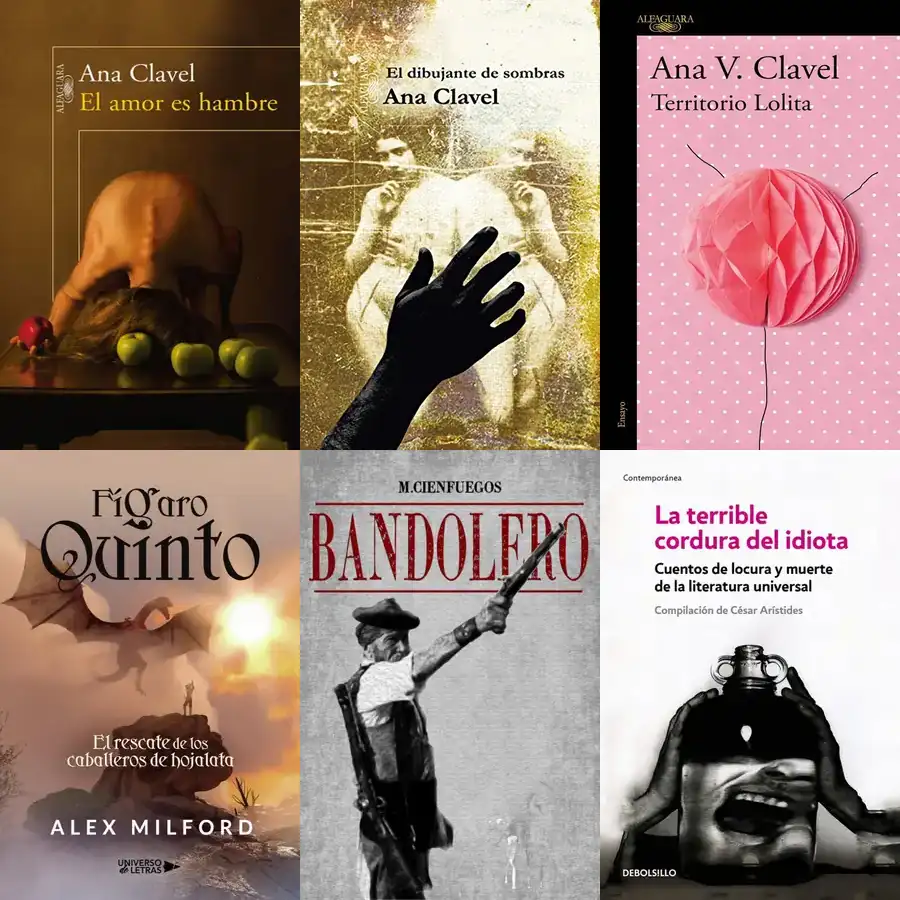 ALFAGUARA
Ana Clavel
El amor es hambre
El dibujante de sombras
ALFAGUARA
Ana Clavel
ALFAGUARA
Ana V. Clavel
Territorio Lolita
Ensayo
Fígaro
Quinto
El rescate de los
caballeros de hojalata
ALEX MILFORD
UNIVERSO
de LETRAS
M.CIENFUEGOS
BANDOLERO
Contemporánea
La terrible
cordura del idiota
Cuentos de locura y muerte
de la literatura universal
Compilación de César Arístides
DEBOLSILLO